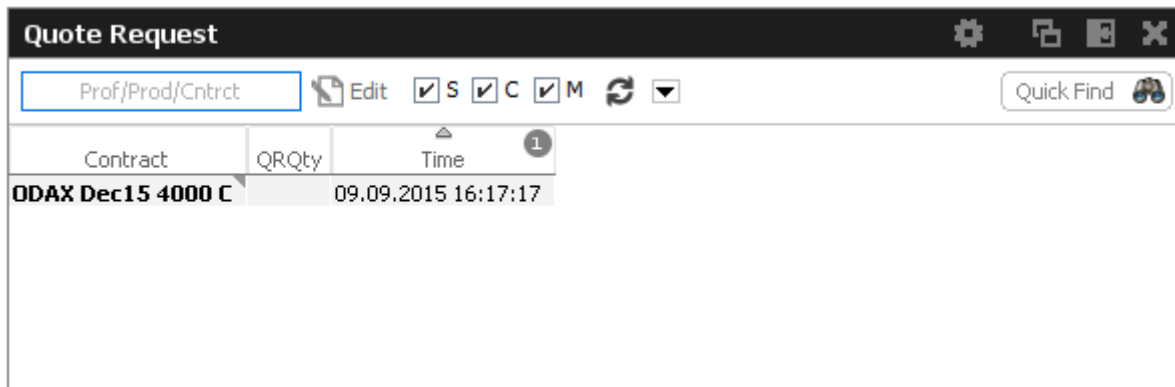 Quote Request
Prof/Prod/Cntrct Edit S C M Quick Find
Contract QRQty Time 1
ODAX Dec15 4000 C 09.09.2015 16:17:17